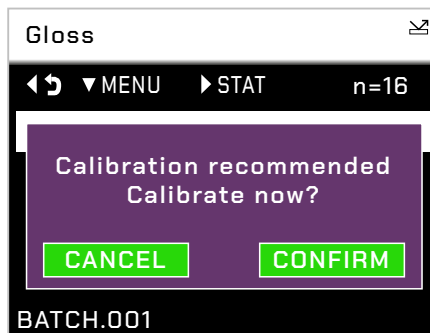 Gloss
MENU STAT n=16
Calibration recommended
Calibrate now?
CANCEL CONFIRM
BATCH.001